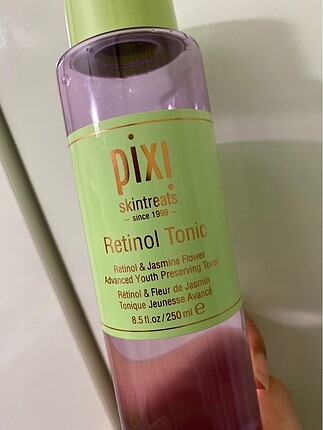 pixi
skintreats
– since 1999 –
Retinol Tonic
Retinol & Jasmine Flower
Advanced Youth Preserving Toner
Rétinol & Fleur de Jasmin
Tonique Jeunesse Avancé
8.5 fl.oz/250 ml ℮